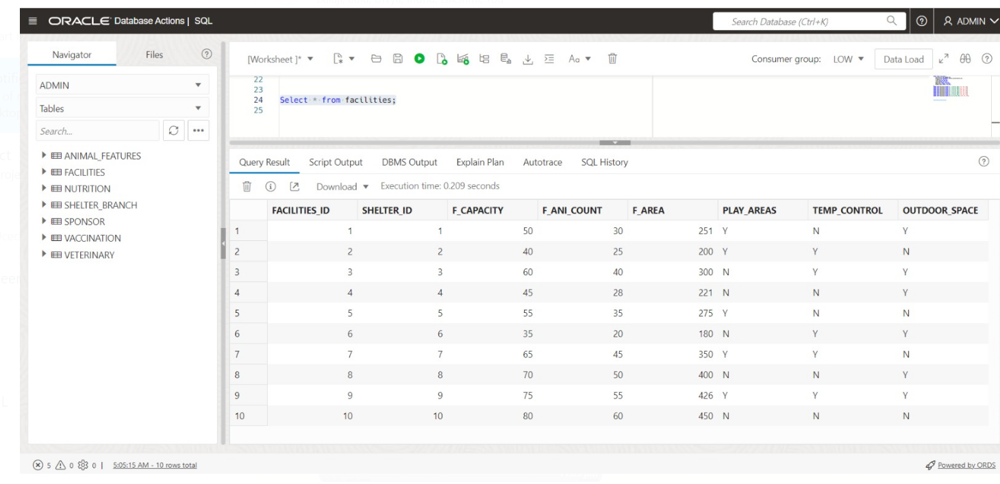 ORACLE Database Actions | SQL
Search Database (Ctrl+K)
ADMIN
Navigator
Files
ADMIN
Tables
Search...
ANIMAL_FEATURES
FACILITIES
NUTRITION
SHELTER_BRANCH
SPONSOR
VACCINATION
VETERINARY
[Worksheet ]*
Aa
Consumer group: LOW
Data Load
22
23
24 Select * from facilities;
25
Query Result Script Output DBMS Output Explain Plan Autotrace SQL History
Download Execution time: 0.209 seconds
FACILITIES_ID SHELTER_ID F_CAPACITY F_ANI_COUNT F_AREA PLAY_AREAS TEMP_CONTROL OUTDOOR_SPACE
1 1 1 50 30 251 Y N Y
2 2 2 40 25 200 Y Y N
3 3 3 60 40 300 N Y Y
4 4 4 45 28 221 N N Y
5 5 5 55 35 275 Y N N
6 6 6 35 20 180 N Y Y
7 7 7 65 45 350 Y Y N
8 8 8 70 50 400 N N Y
9 9 9 75 55 426 Y Y Y
10 10 10 80 60 450 N N N
5 0 0 | 5:05:15 AM - 10 rows total
Powered by ORDS